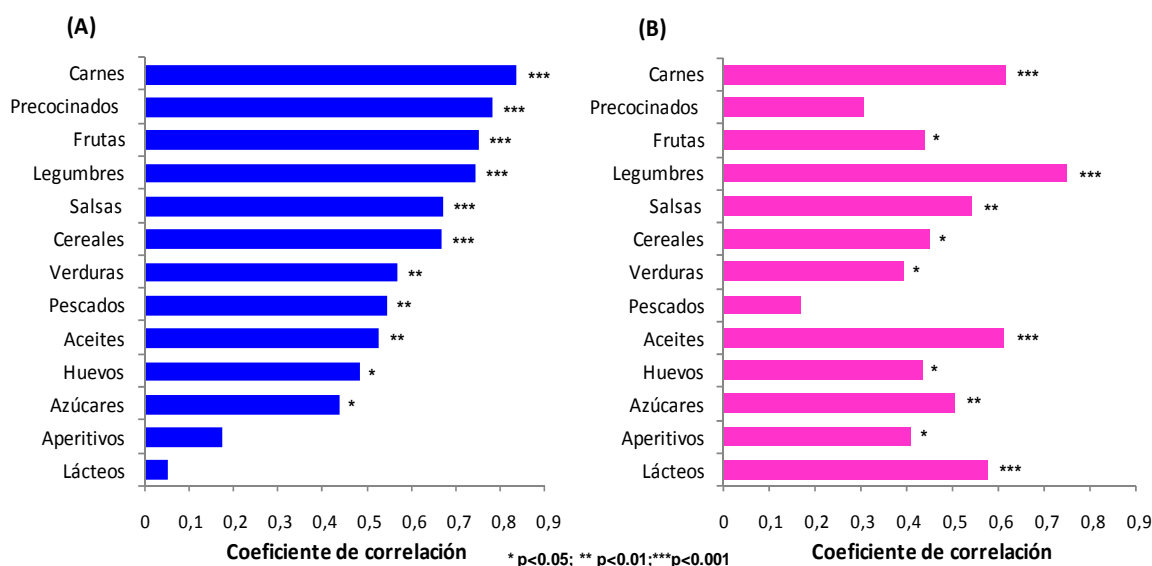 (A)
Carnes ***
Precocinados ***
Frutas ***
Legumbres ***
Salsas ***
Cereales ***
Verduras **
Pescados **
Aceites **
Huevos *
Azúcares *
Aperitivos
Lácteos
0 0,1 0,2 0,3 0,4 0,5 0,6 0,7 0,8 0,9
Coeficiente de correlación
(B)
Carnes ***
Precocinados
Frutas *
Legumbres ***
Salsas **
Cereales *
Verduras *
Pescados
Aceites ***
Huevos *
Azúcares **
Aperitivos *
Lácteos ***
0 0,1 0,2 0,3 0,4 0,5 0,6 0,7 0,8 0,9
Coeficiente de correlación
* p<0.05; ** p<0.01;***p<0.001